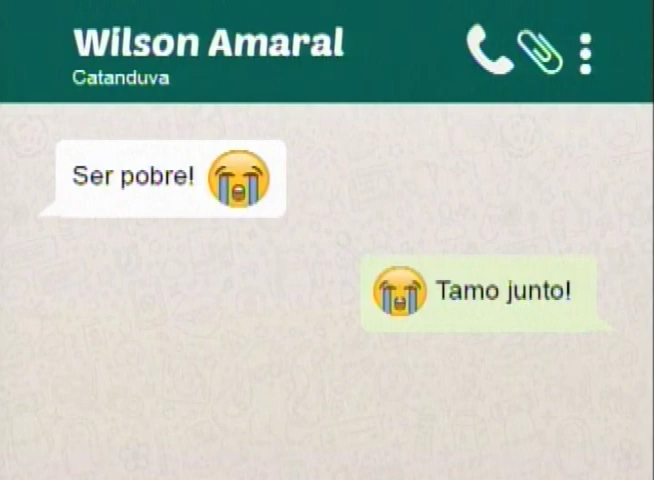 Wilson Amaral
Catanduva
Ser pobre! 😭
😭 Tamo junto!